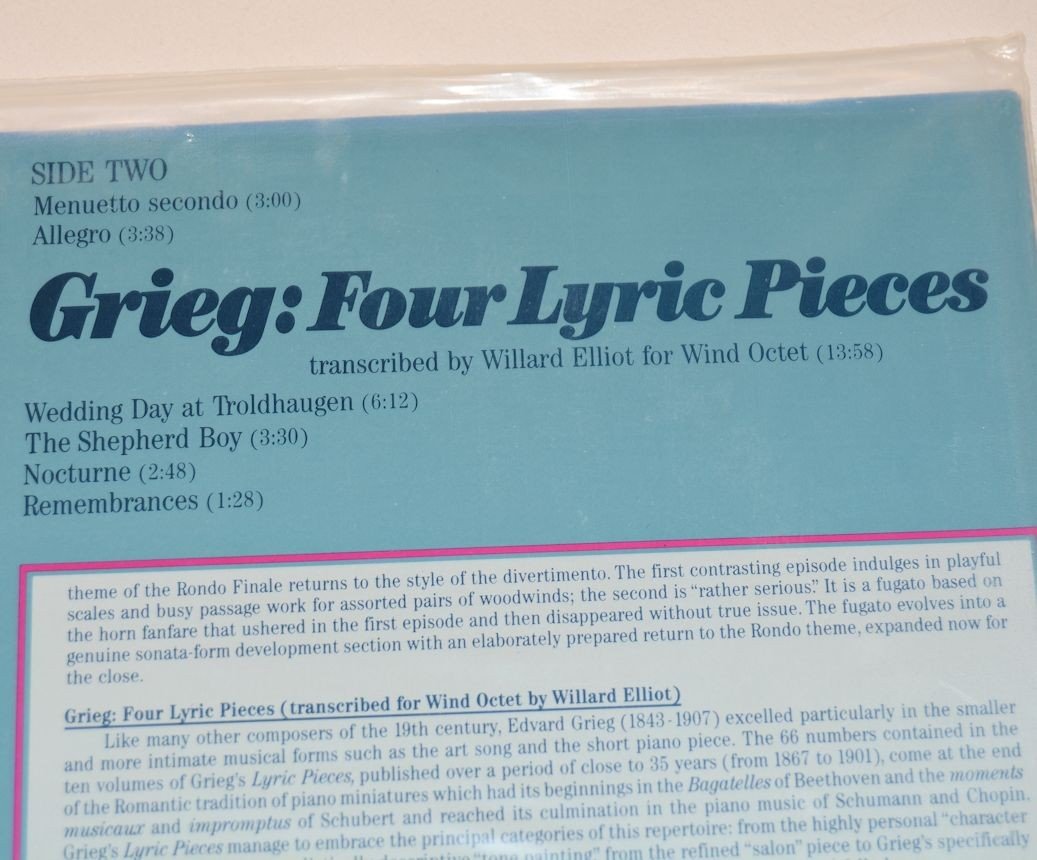 SIDE TWO
Menuetto secondo (3:00)
Allegro (3:38)
Grieg: Four Lyric Pieces
transcribed by Willard Elliot for Wind Octet (13:58)
Wedding Day at Troldhaugen (6:12)
The Shepherd Boy (3:30)
Nocturne (2:48)
Remembrances (1:28)
theme of the Rondo Finale returns to the style of the divertimento. The first contrasting episode indulges in playful
scales and busy passage work for assorted pairs of woodwinds; the second is “rather serious.” It is a fugato based on
the horn fanfare that ushered in the first episode and then disappeared without true issue. The fugato evolves into a
genuine sonata-form development section with an elaborately prepared return to the Rondo theme, expanded now for
the close.
Grieg: Four Lyric Pieces (transcribed for Wind Octet by Willard Elliot)
Like many other composers of the 19th century, Edvard Grieg (1843-1907) excelled particularly in the smaller
and more intimate musical forms such as the art song and the short piano piece. The 66 numbers contained in the
ten volumes of Grieg's Lyric Pieces, published over a period of close to 35 years (from 1867 to 1901), come at the end
of the Romantic tradition of piano miniatures which had its beginnings in the Bagatelles of Beethoven and the moments
musicaux and impromptus of Schubert and reached its culmination in the piano music of Schumann and Chopin.
Grieg's Lyric Pieces manage to embrace the principal categories of this repertoire: from the highly personal “character
“tone painting” from the refined “salon” piece to Grieg's specifically